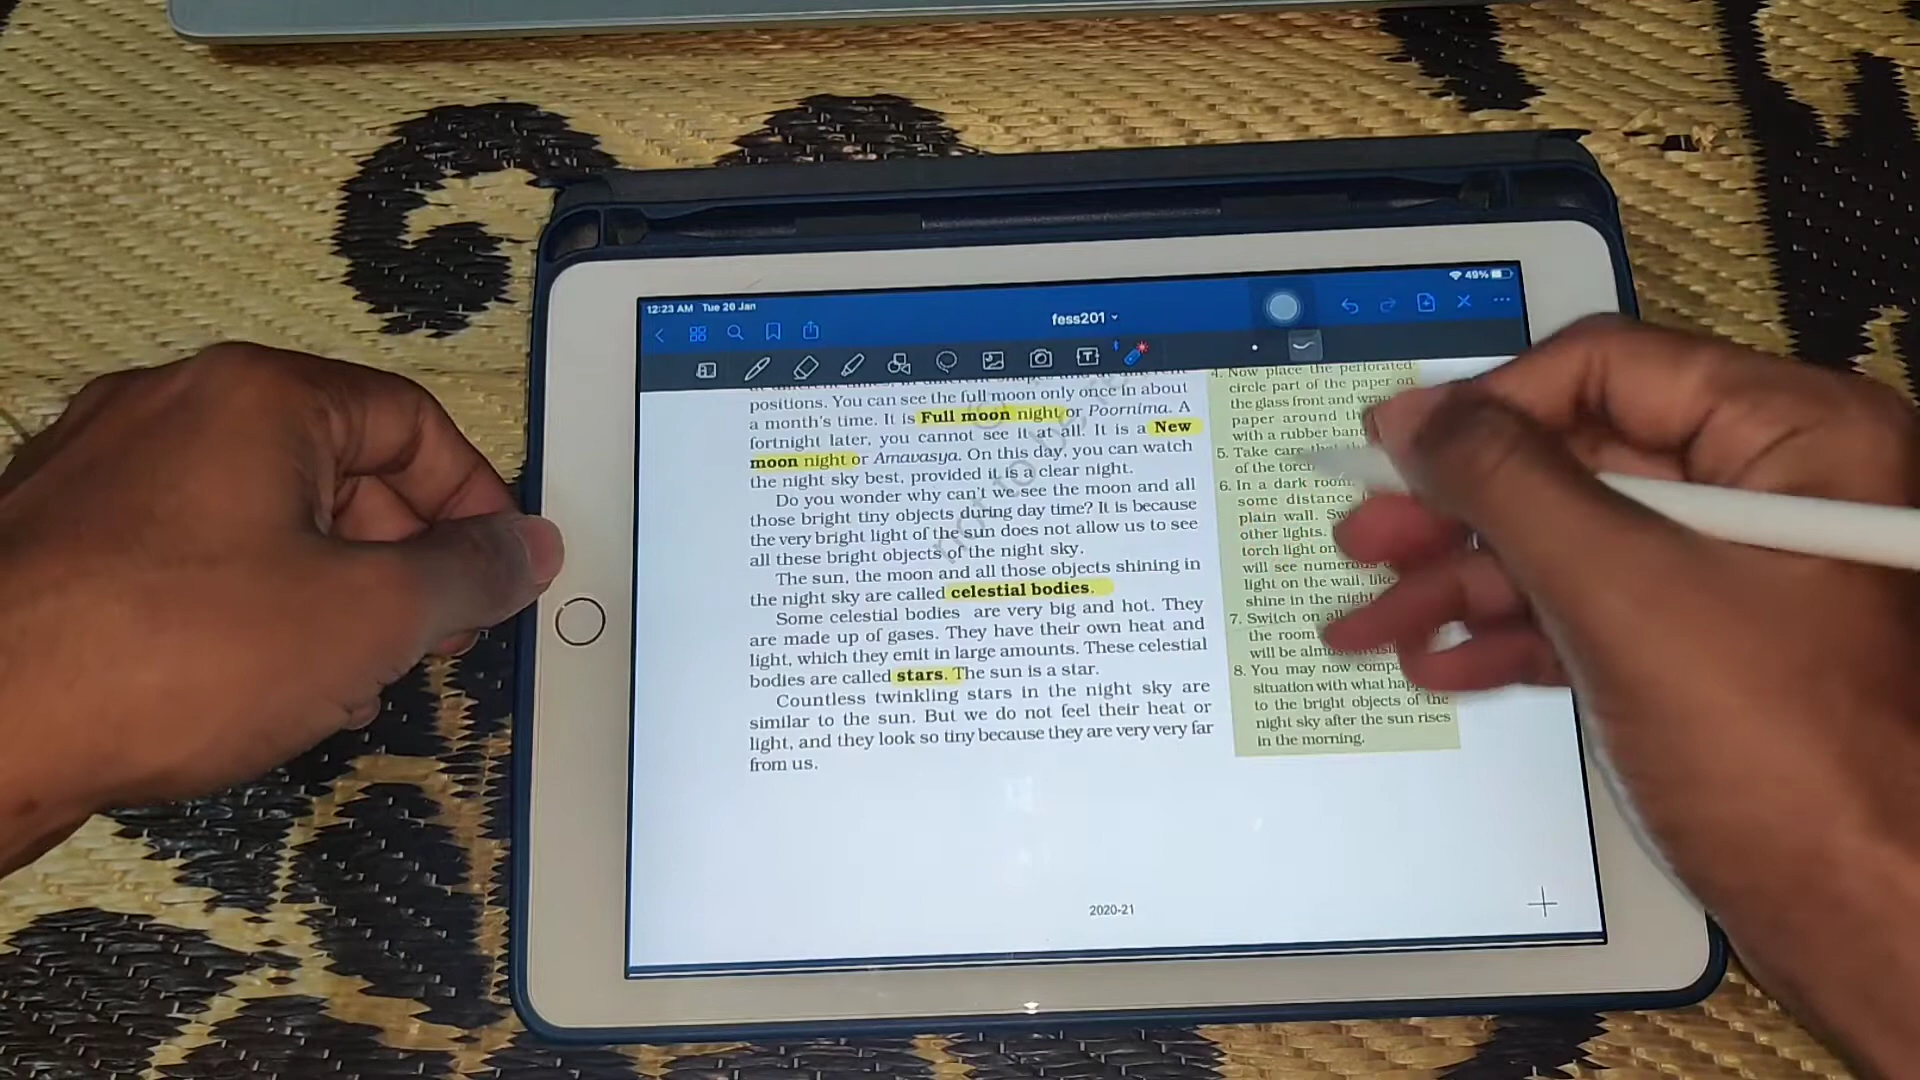 12:23 AM Tue 26 Jan
49%
fess201
positions. You can see the full moon only once in about
a month's time. It is Full moon night or Poornima. A
fortnight later, you cannot see it at all. It is a New
moon night or Amavasya. On this day, you can watch
the night sky best, provided it is a clear night.
Do you wonder why can't we see the moon and all
those bright tiny objects during day time? It is because
the very bright light of the sun does not allow us to see
all these bright objects of the night sky.
The sun, the moon and all those objects shining in
the night sky are called celestial bodies.
Some celestial bodies are very big and hot. They
are made up of gases. They have their own heat and
light, which they emit in large amounts. These celestial
bodies are called stars. The sun is a star.
Countless twinkling stars in the night sky are
similar to the sun. But we do not feel their heat or
light, and they look so tiny because they are very very far
from us.
4. Now place the perforated
circle part of the paper on
the glass front and wrap
paper around
with a rubber band
5. Take care that
of the torch
6. In a dark room
some distance
plain wall.
other lights.
torch light on
will see numerous
light on the wall, like
shine in the night
7. Switch on all
the room
will be almost
8. You may now
situation with what
to the bright objects of the
night sky after the sun rises
in the morning.
2020-21